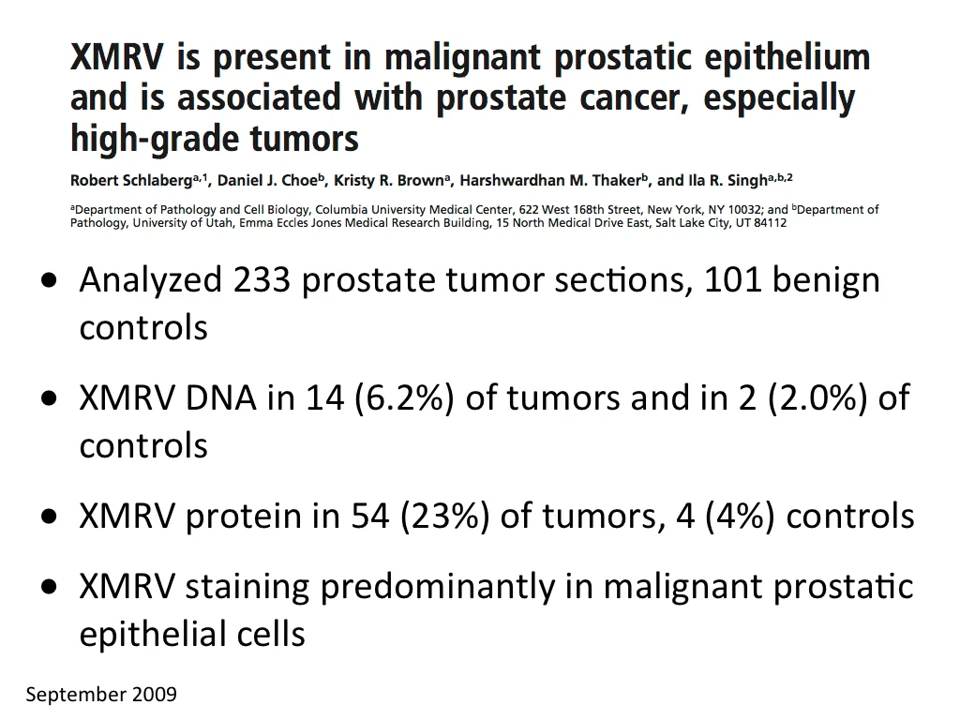 XMRV is present in malignant prostatic epithelium
and is associated with prostate cancer, especially
high-grade tumors
Robert Schlaberga,1, Daniel J. Choeb, Kristy R. Browna, Harshwardhan M. Thakerb, and Ila R. Singha,b,2
aDepartment of Pathology and Cell Biology, Columbia University Medical Center, 622 West 168th Street, New York, NY 10032; and bDepartment of
Pathology, University of Utah, Emma Eccles Jones Medical Research Building, 15 North Medical Drive East, Salt Lake City, UT 84112
• Analyzed 233 prostate tumor sections, 101 benign
controls
• XMRV DNA in 14 (6.2%) of tumors and in 2 (2.0%) of
controls
• XMRV protein in 54 (23%) of tumors, 4 (4%) controls
• XMRV staining predominantly in malignant prostatic
epithelial cells
September 2009